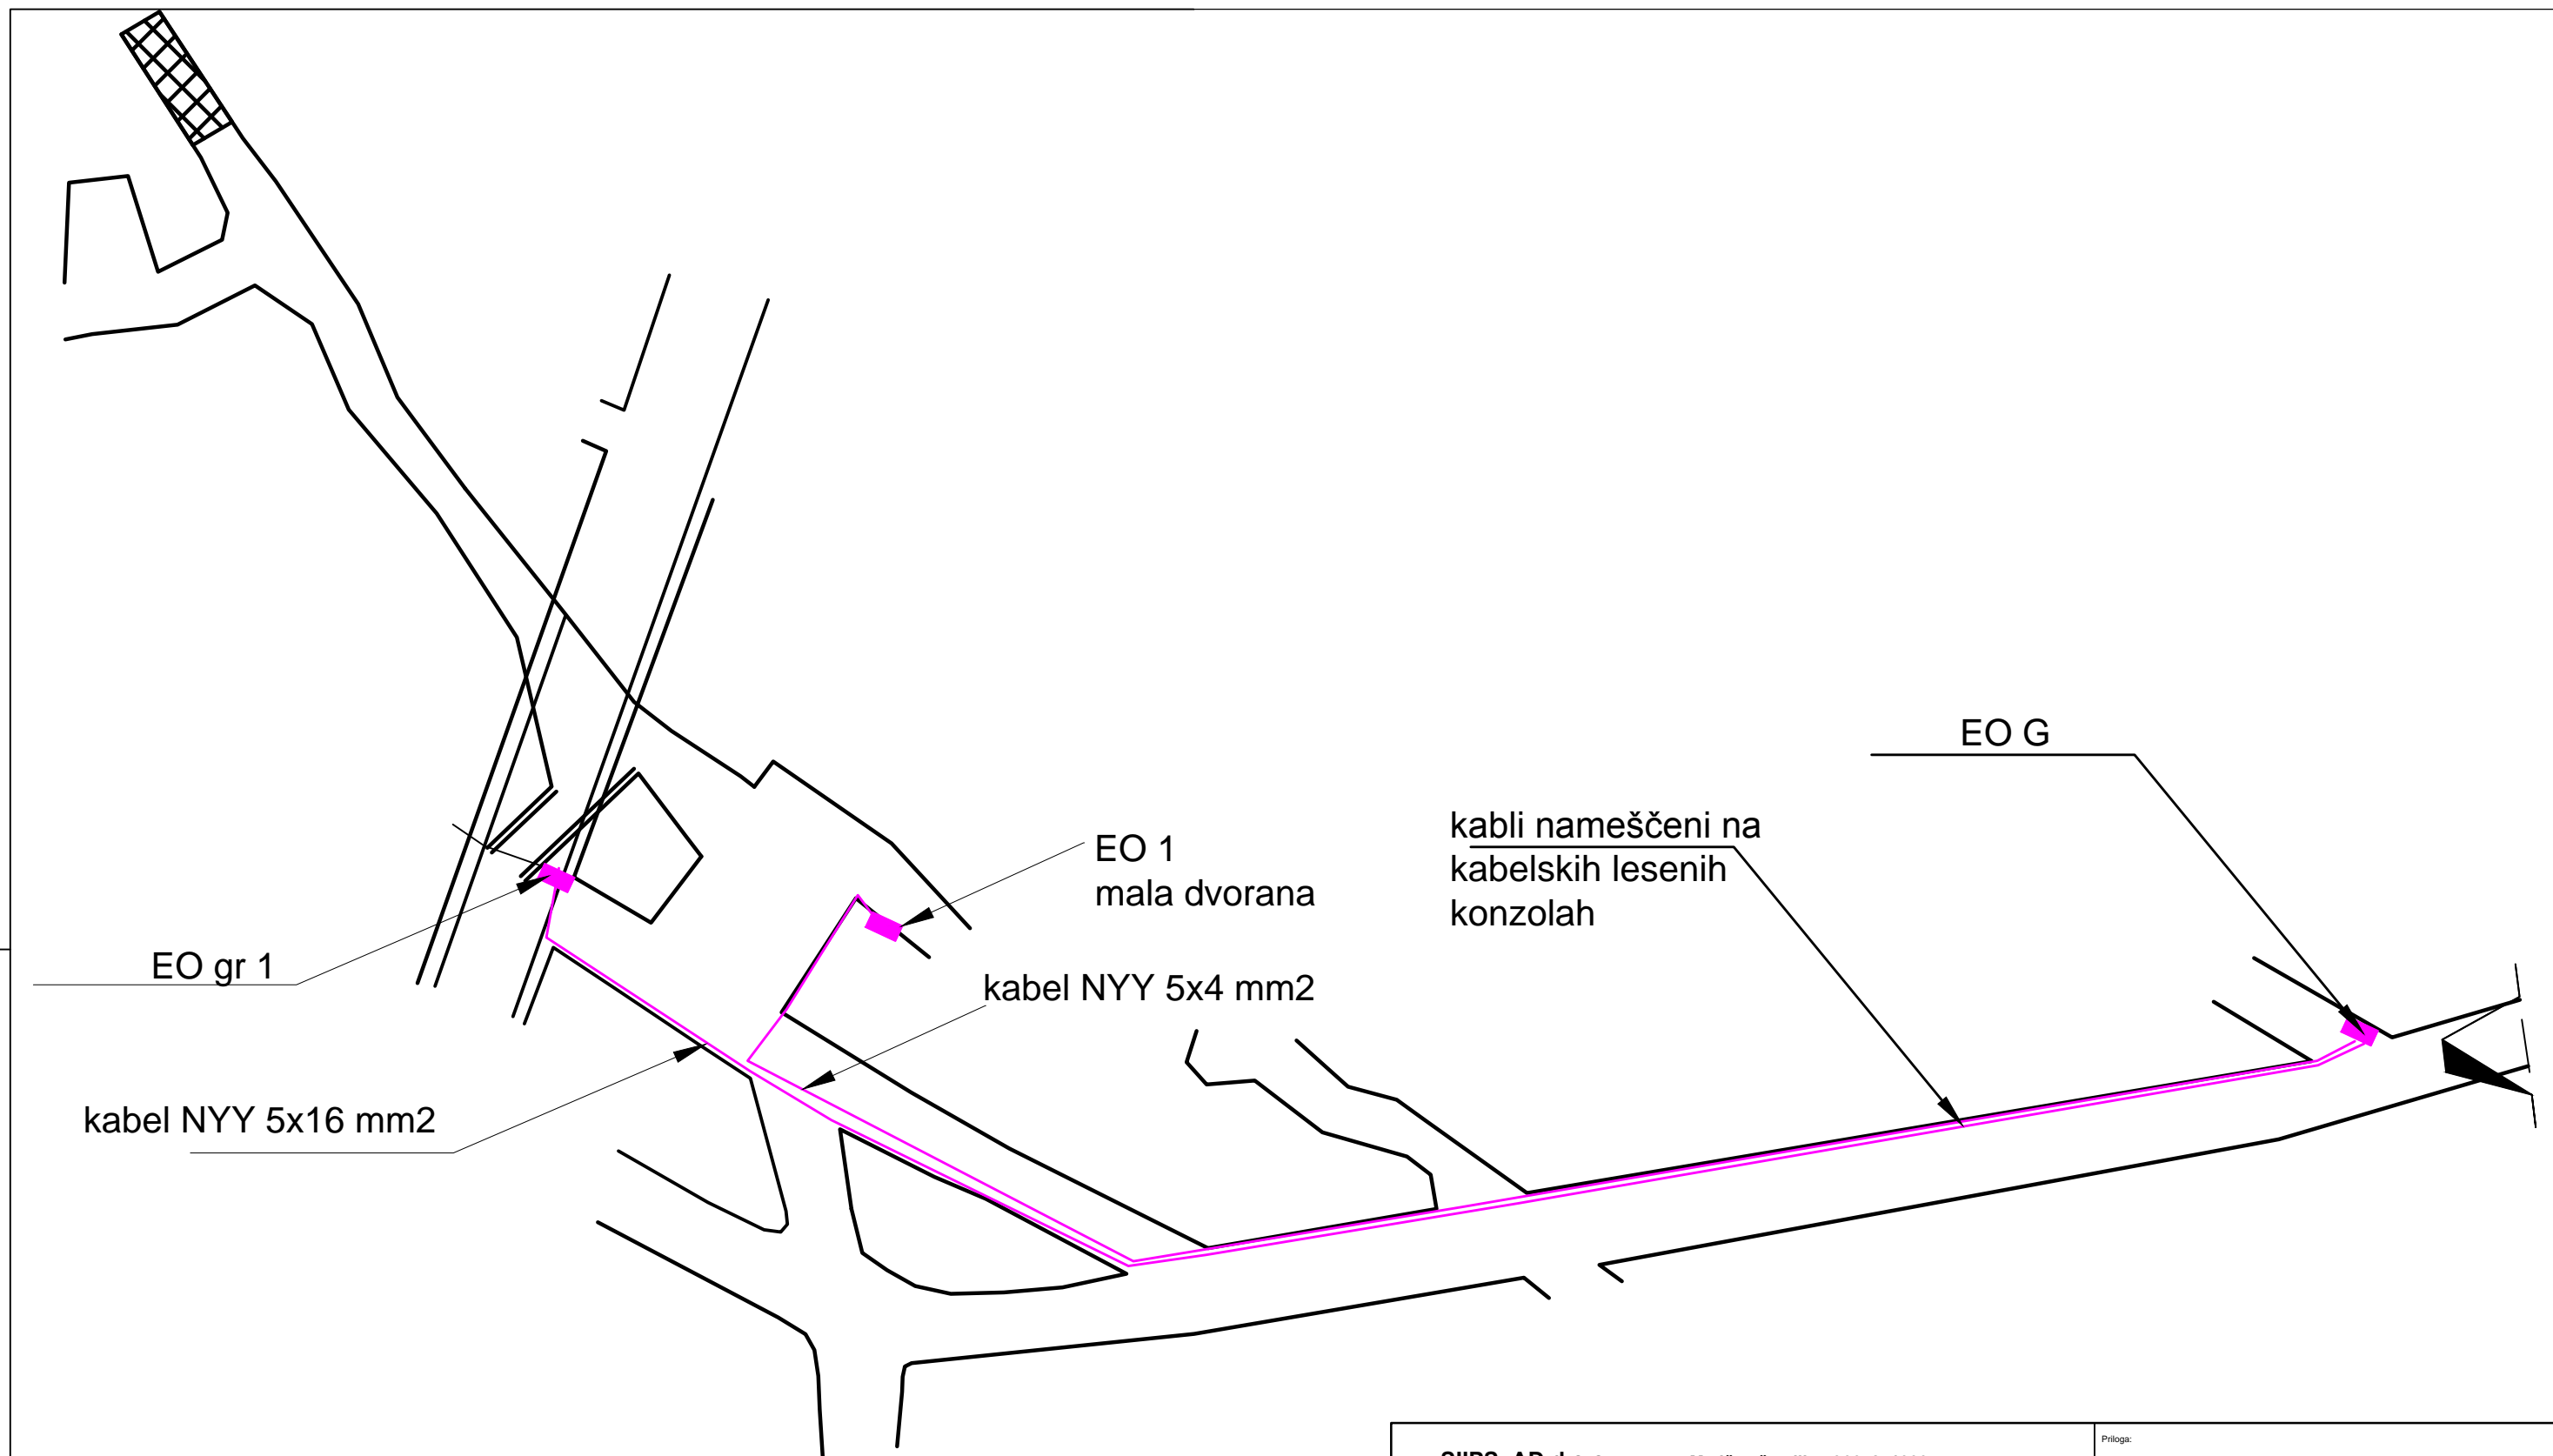 EO G
kabli nameščeni na
kabelskih lesenih
konzolah
EO 1
mala dvorana
EO gr 1
kabel NYY 5x4 mm2
kabel NYY 5x16 mm2
Priloga: